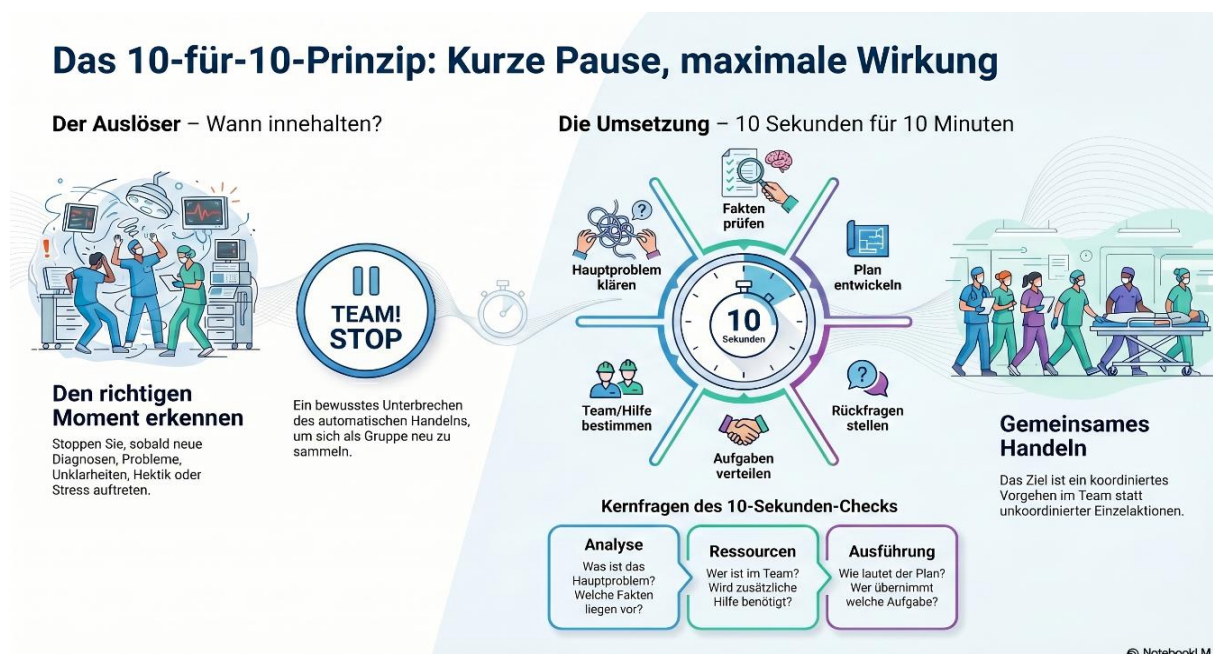 Das 10-für-10-Prinzip: Kurze Pause, maximale Wirkung
Der Auslöser – Wann innehalten?
!
TEAM!
STOP
Den richtigen
Moment erkennen
Stoppen Sie, sobald neue
Diagnosen, Probleme,
Unklarheiten, Hektik oder
Stress auftreten.
Ein bewusstes Unterbrechen
des automatischen Handelns,
um sich als Gruppe neu zu
sammeln.
Die Umsetzung – 10 Sekunden für 10 Minuten
?
Hauptproblem
klären
Fakten
prüfen
Plan
entwickeln
10
Sekunden
Team/Hilfe
bestimmen
Aufgaben
verteilen
?
Rückfragen
stellen
Kernfragen des 10-Sekunden-Checks
Analyse
Was ist das
Hauptproblem?
Welche Fakten
liegen vor?
Ressourcen
Wer ist im Team?
Wird zusätzliche
Hilfe benötigt?
Ausführung
Wie lautet der Plan?
Wer übernimmt
welche Aufgabe?
Gemeinsames
Handeln
Das Ziel ist ein koordiniertes
Vorgehen im Team statt
unkoordinierter Einzelaktionen.
NotebookLM